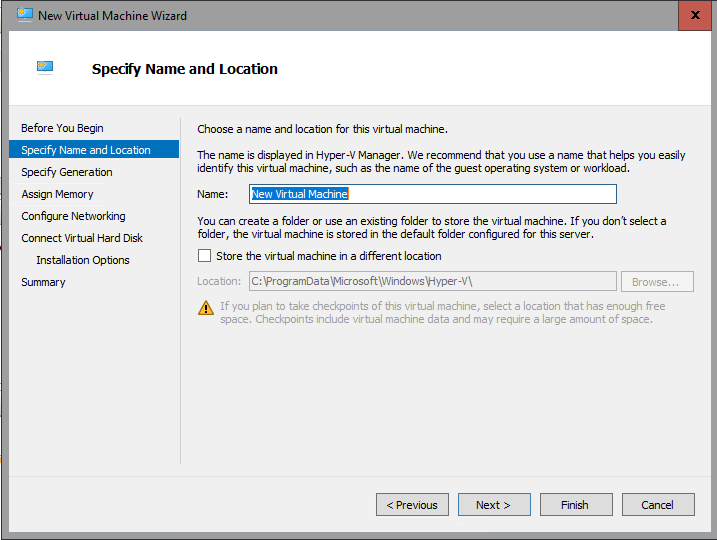 New Virtual Machine Wizard
X
Specify Name and Location
Before You Begin
Specify Name and Location
Specify Generation
Assign Memory
Configure Networking
Connect Virtual Hard Disk
Installation Options
Summary
Choose a name and location for this virtual machine.
The name is displayed in Hyper-V Manager. We recommend that you use a name that helps you easily
identify this virtual machine, such as the name of the guest operating system or workload.
Name: New Virtual Machine
You can create a folder or use an existing folder to store the virtual machine. If you don't select a
folder, the virtual machine is stored in the default folder configured for this server.
Store the virtual machine in a different location
Location: C:\ProgramData\Microsoft\Windows\Hyper-V\ Browse...
If you plan to take checkpoints of this virtual machine, select a location that has enough free
space. Checkpoints include virtual machine data and may require a large amount of space.
< Previous Next > Finish Cancel